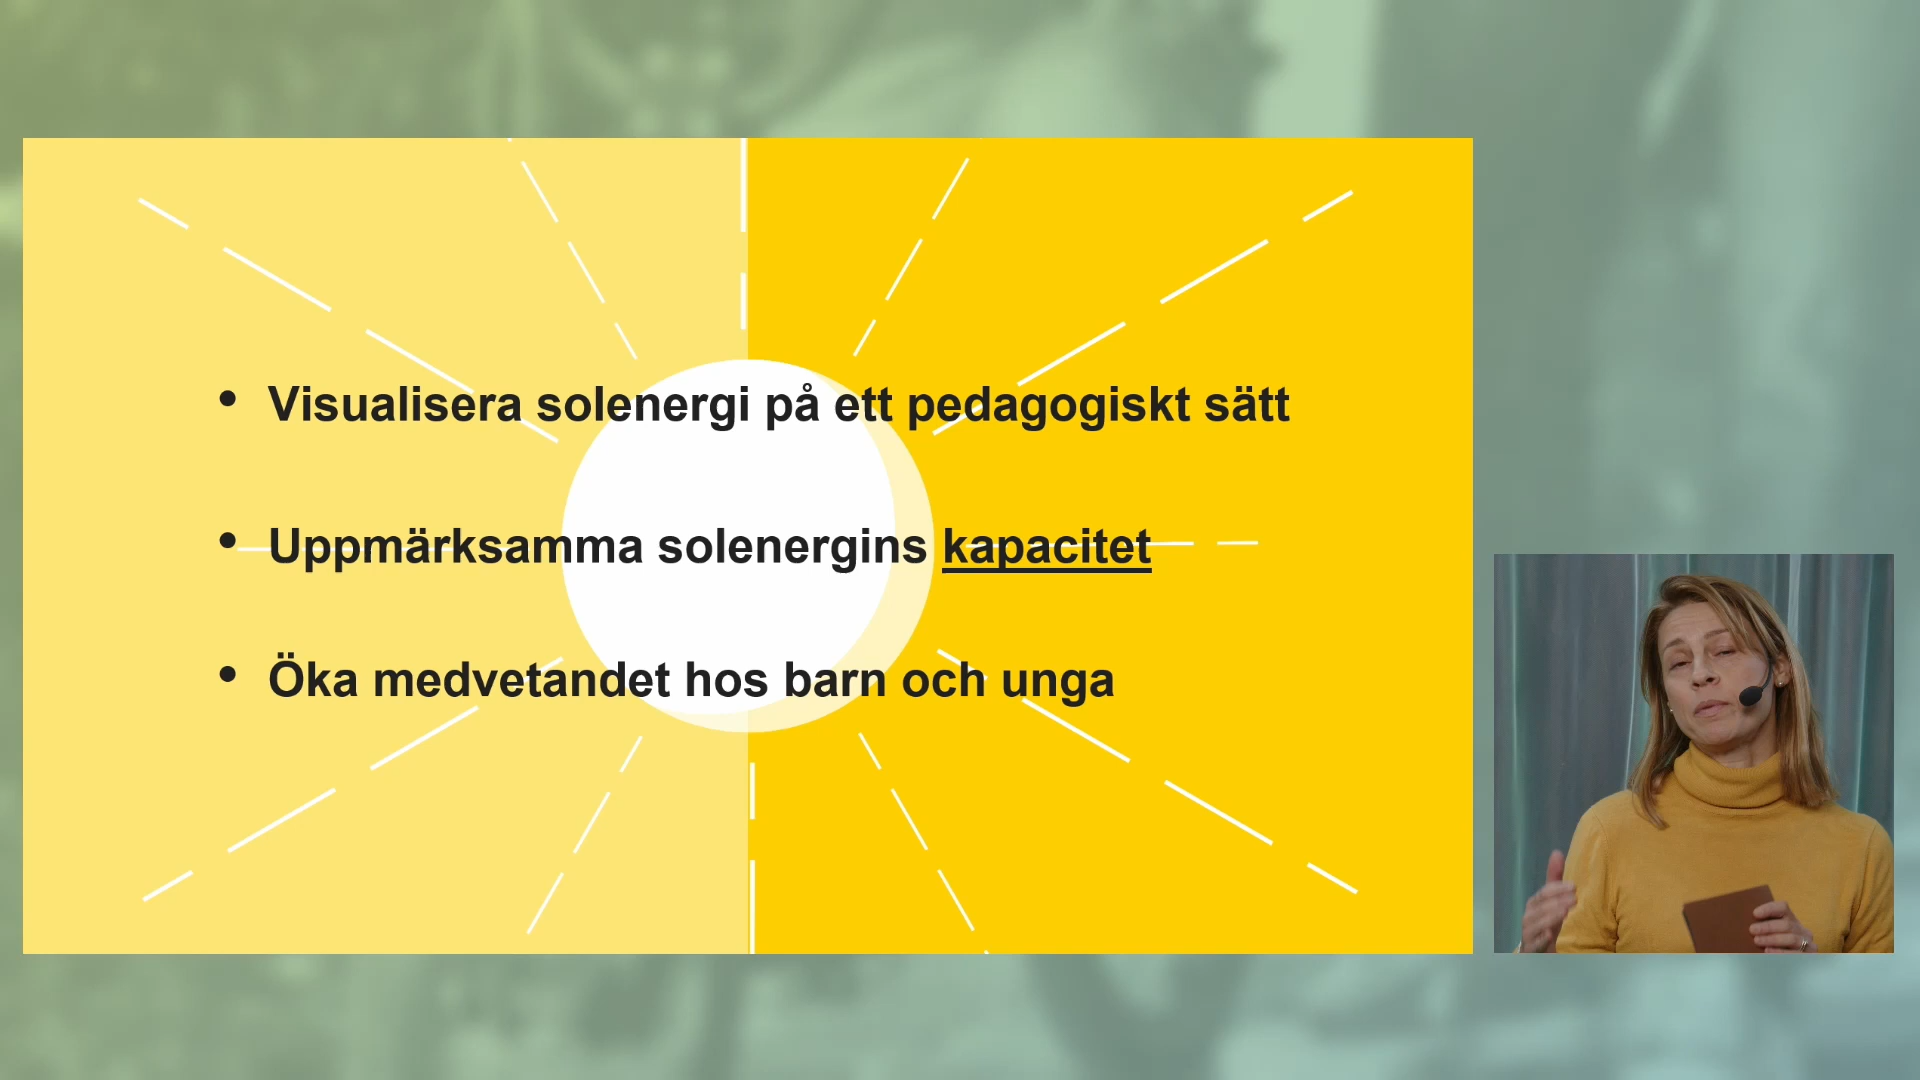 • Visualisera solenergi på ett pedagogiskt sätt
• Uppmärksamma solenergins kapacitet
• Öka medvetandet hos barn och unga